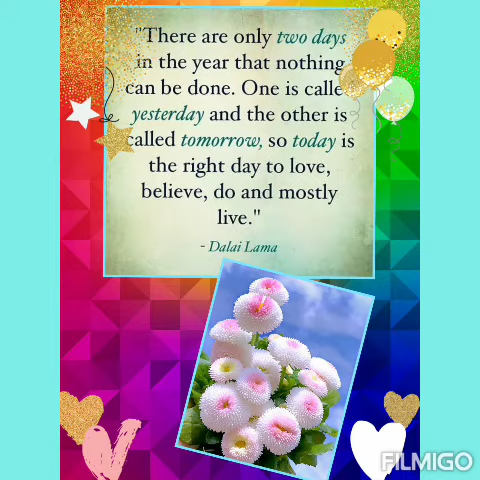 "There are only two days
in the year that nothing
can be done. One is called
yesterday and the other is
called tomorrow, so today is
the right day to love,
believe, do and mostly
live."
- Dalai Lama
FILMIGO